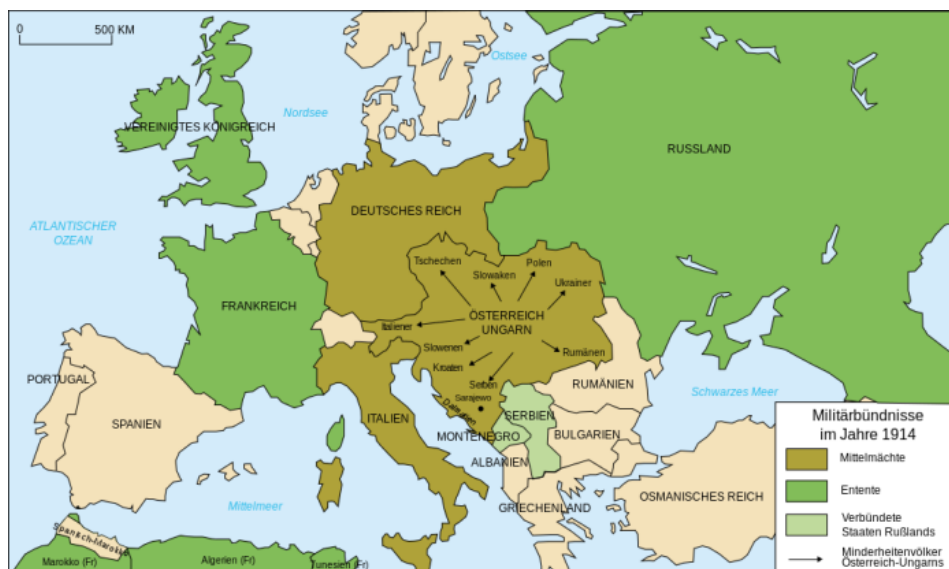 0 500 KM
Ostsee
Nordsee
VEREINIGTES KÖNIGREICH
RUSSLAND
DEUTSCHES REICH
ATLANTISCHER
OZEAN
Tschechen
Slowaken
Polen
Ukrainer
FRANKREICH
ÖSTERREICH
UNGARN
Italiener
Slowenen
Kroaten
Rumänen
Serben
Sarajewo
Dalmatien
PORTUGAL
SPANIEN
ITALIEN
RUMÄNIEN
Schwarzes Meer
SERBIEN
MONTENEGRO
BULGARIEN
ALBANIEN
GRIECHENLAND
OSMANISCHES REICH
Mittelmeer
Spanisch-Marokko
Marokko (Fr)
Algerien (Fr)
Tunesien (Fr)
Militärbündnisse
im Jahre 1914
Mittelmächte
Entente
Verbündete
Staaten Rußlands
Minderheitenvölker
Österreich-Ungarns